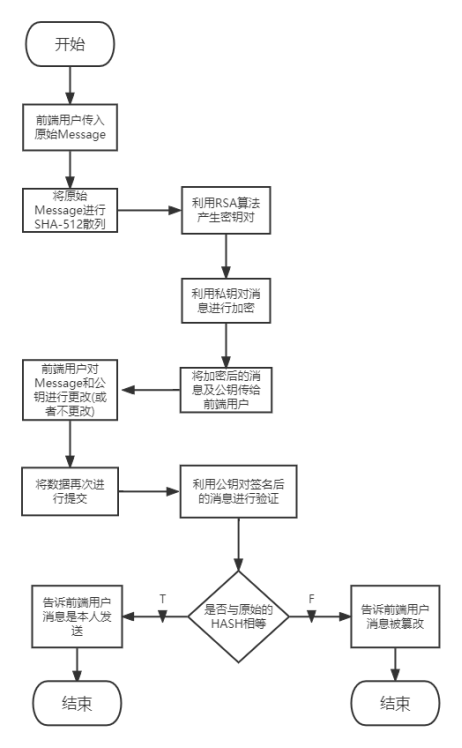 开始
前端用户传入
原始Message
将原始
Message进行
SHA-512散列
利用RSA算法
产生密钥对
利用私钥对消
息进行加密
将加密后的消
息及公钥传给
前端用户
前端用户对
Message和公
钥进行更改(或
者不更改)
将数据再次进
行提交
利用公钥对签名后
的消息进行验证
是否与原始的
HASH相等
T
F
告诉前端用户
消息是本人发
送
告诉前端用户
消息被篡改
结束
结束